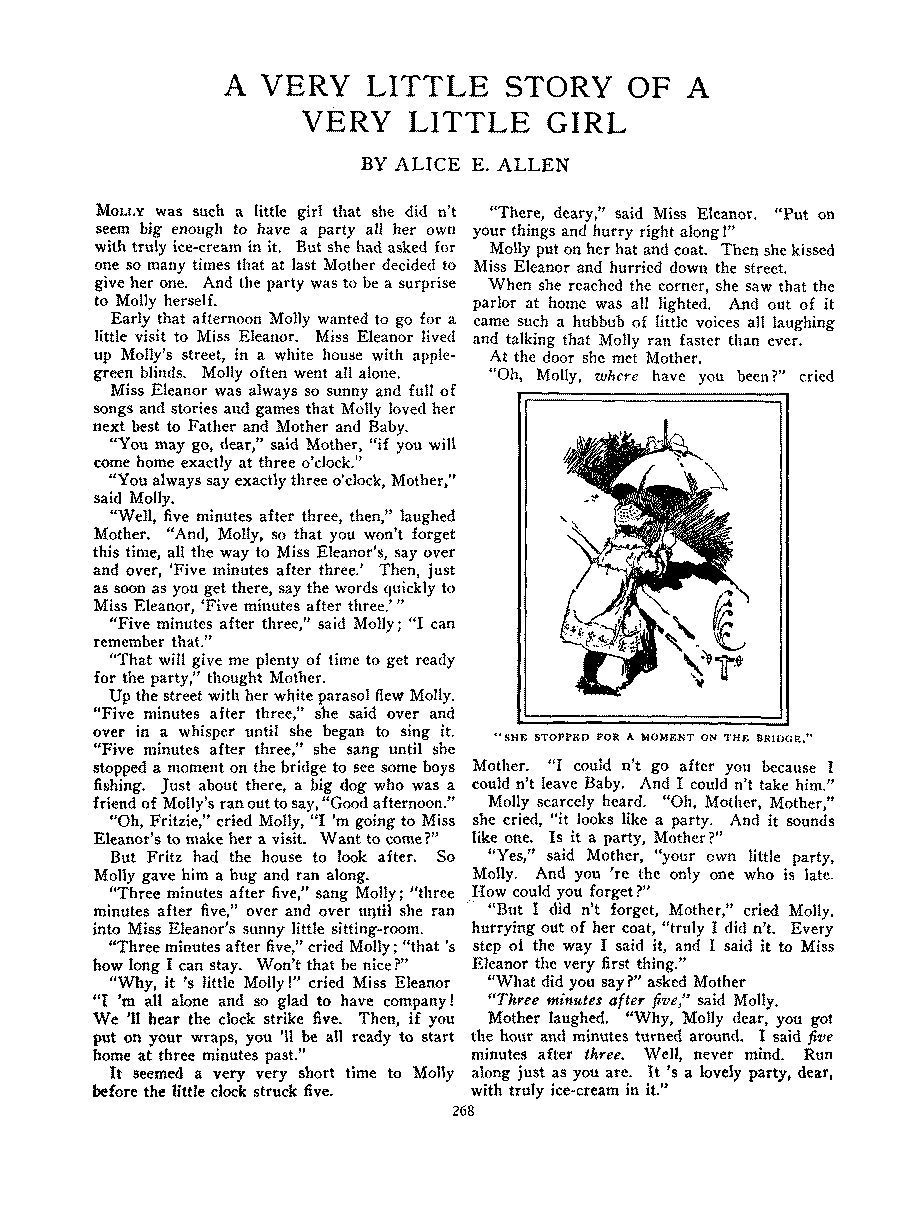 A VERY LITTLE STORY OF A
VERY LITTLE GIRL
BY ALICE E. ALLEN
MOLLY was such a little girl that she did n't
seem big enough to have a party all her own
with truly ice-cream in it. But she had asked for
one so many times that at last Mother decided to
give her one. And the party was to be a surprise
to Molly herself.
Early that afternoon Molly wanted to go for a
little visit to Miss Eleanor. Miss Eleanor lived
up Molly's street, in a white house with apple-
green blinds. Molly often went all alone.
Miss Eleanor was always so sunny and full of
songs and stories and games that Molly loved her
next best to Father and Mother and Baby.
"You may go, dear," said Mother, "if you will
come home exactly at three o'clock."
"You always say exactly three o'clock, Mother,"
said Molly.
"Well, five minutes after three, then," laughed
Mother. "And, Molly, so that you won't forget
this time, all the way to Miss Eleanor's, say over
and over, 'Five minutes after three.' Then, just
as soon as you get there, say the words quickly to
Miss Eleanor, 'Five minutes after three.'"
"Five minutes after three," said Molly; "I can
remember that."
"That will give me plenty of time to get ready
for the party," thought Mother.
Up the street with her white parasol flew Molly.
"Five minutes after three," she said over and
over in a whisper until she began to sing it.
"Five minutes after three," she sang until she
stopped a moment on the bridge to see some boys
fishing. Just about there, a big dog who was a
friend of Molly's ran out to say, "Good afternoon."
"Oh, Fritzie," cried Molly, "I 'm going to Miss
Eleanor's to make her a visit. Want to come?"
But Fritz had the house to look after. So
Molly gave him a hug and ran along.
"Three minutes after five," sang Molly; "three
minutes after five," over and over until she ran
into Miss Eleanor's sunny little sitting-room.
"Three minutes after five," cried Molly; "that 's
how long I can stay. Won't that be nice?"
"Why, it 's little Molly!" cried Miss Eleanor
"I 'm all alone and so glad to have company!
We 'll hear the clock strike five. Then, if you
put on your wraps, you 'll be all ready to start
home at three minutes past."
It seemed a very very short time to Molly
before the little clock struck five.
"There, deary," said Miss Eleanor. "Put on
your things and hurry right along!"
Molly put on her hat and coat. Then she kissed
Miss Eleanor and hurried down the street.
When she reached the corner, she saw that the
parlor at home was all lighted. And out of it
came such a hubbub of little voices all laughing
and talking that Molly ran faster than ever.
At the door she met Mother.
"Oh, Molly, where have you been?" cried
"SHE STOPPED FOR A MOMENT ON THE BRIDGE."
Mother. "I could n't go after you because I
could n't leave Baby. And I could n't take him."
Molly scarcely heard. "Oh, Mother, Mother,"
she cried, "it looks like a party. And it sounds
like one. Is it a party, Mother?"
"Yes," said Mother, "your own little party,
Molly. And you 're the only one who is late.
How could you forget?"
"But I did n't forget, Mother," cried Molly,
hurrying out of her coat, "truly I did n't. Every
step of the way I said it, and I said it to Miss
Eleanor the very first thing."
"What did you say?" asked Mother
"Three minutes after five," said Molly.
Mother laughed. "Why, Molly dear, you got
the hour and minutes turned around. I said five
minutes after three. Well, never mind. Run
along just as you are. It 's a lovely party, dear,
with truly ice-cream in it."
268